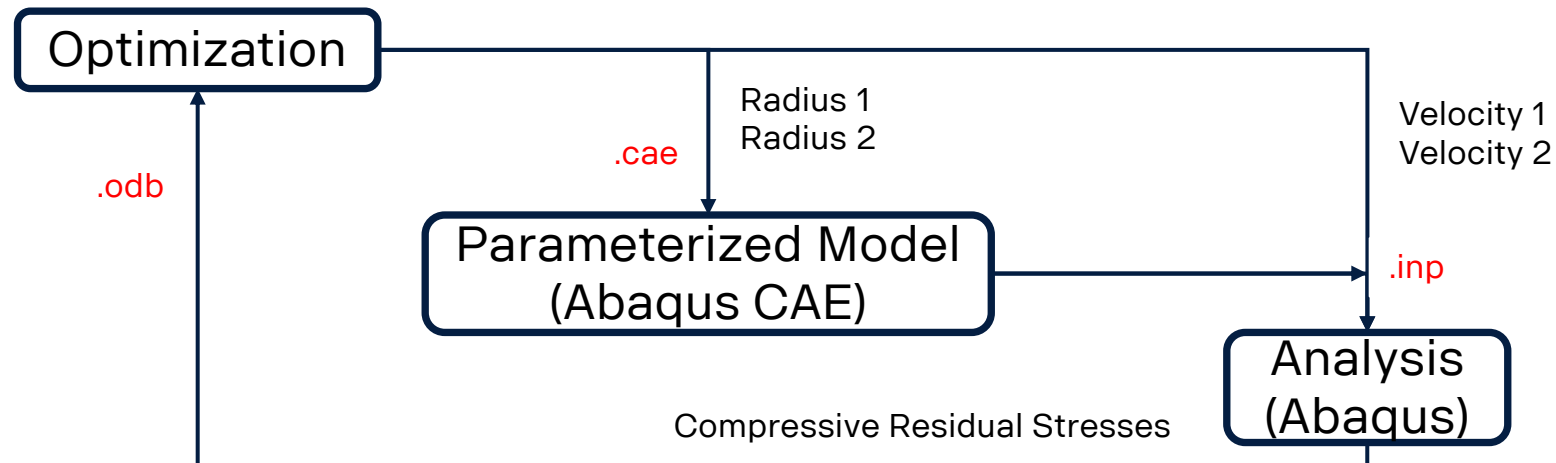 Optimization
Radius 1
Radius 2
.cae
Velocity 1
Velocity 2
.odb
Parameterized Model
(Abaqus CAE)
.inp
Analysis
(Abaqus)
Compressive Residual Stresses